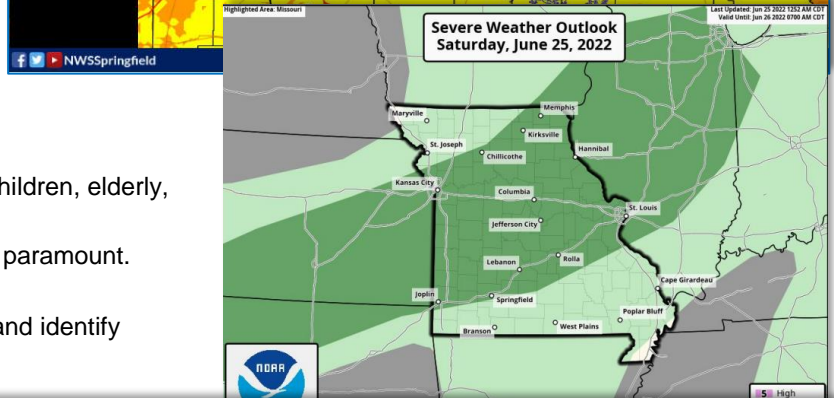 NWSSpringfield
Highlighted Area: Missouri
Last Updated: Jun 25 2022 1252 AM CDT
Valid Until: Jun 26 2022 0700 AM CDT
Severe Weather Outlook
Saturday, June 25, 2022
Maryville
Memphis
Kirksville
St. Joseph
Chillicothe
Hannibal
Kansas City
Columbia
St. Louis
Jefferson City
Lebanon
Rolla
Cape Girardeau
Joplin
Springfield
Poplar Bluff
Branson
West Plains
NOAA
5 High
hildren, elderly,
paramount.
and identify